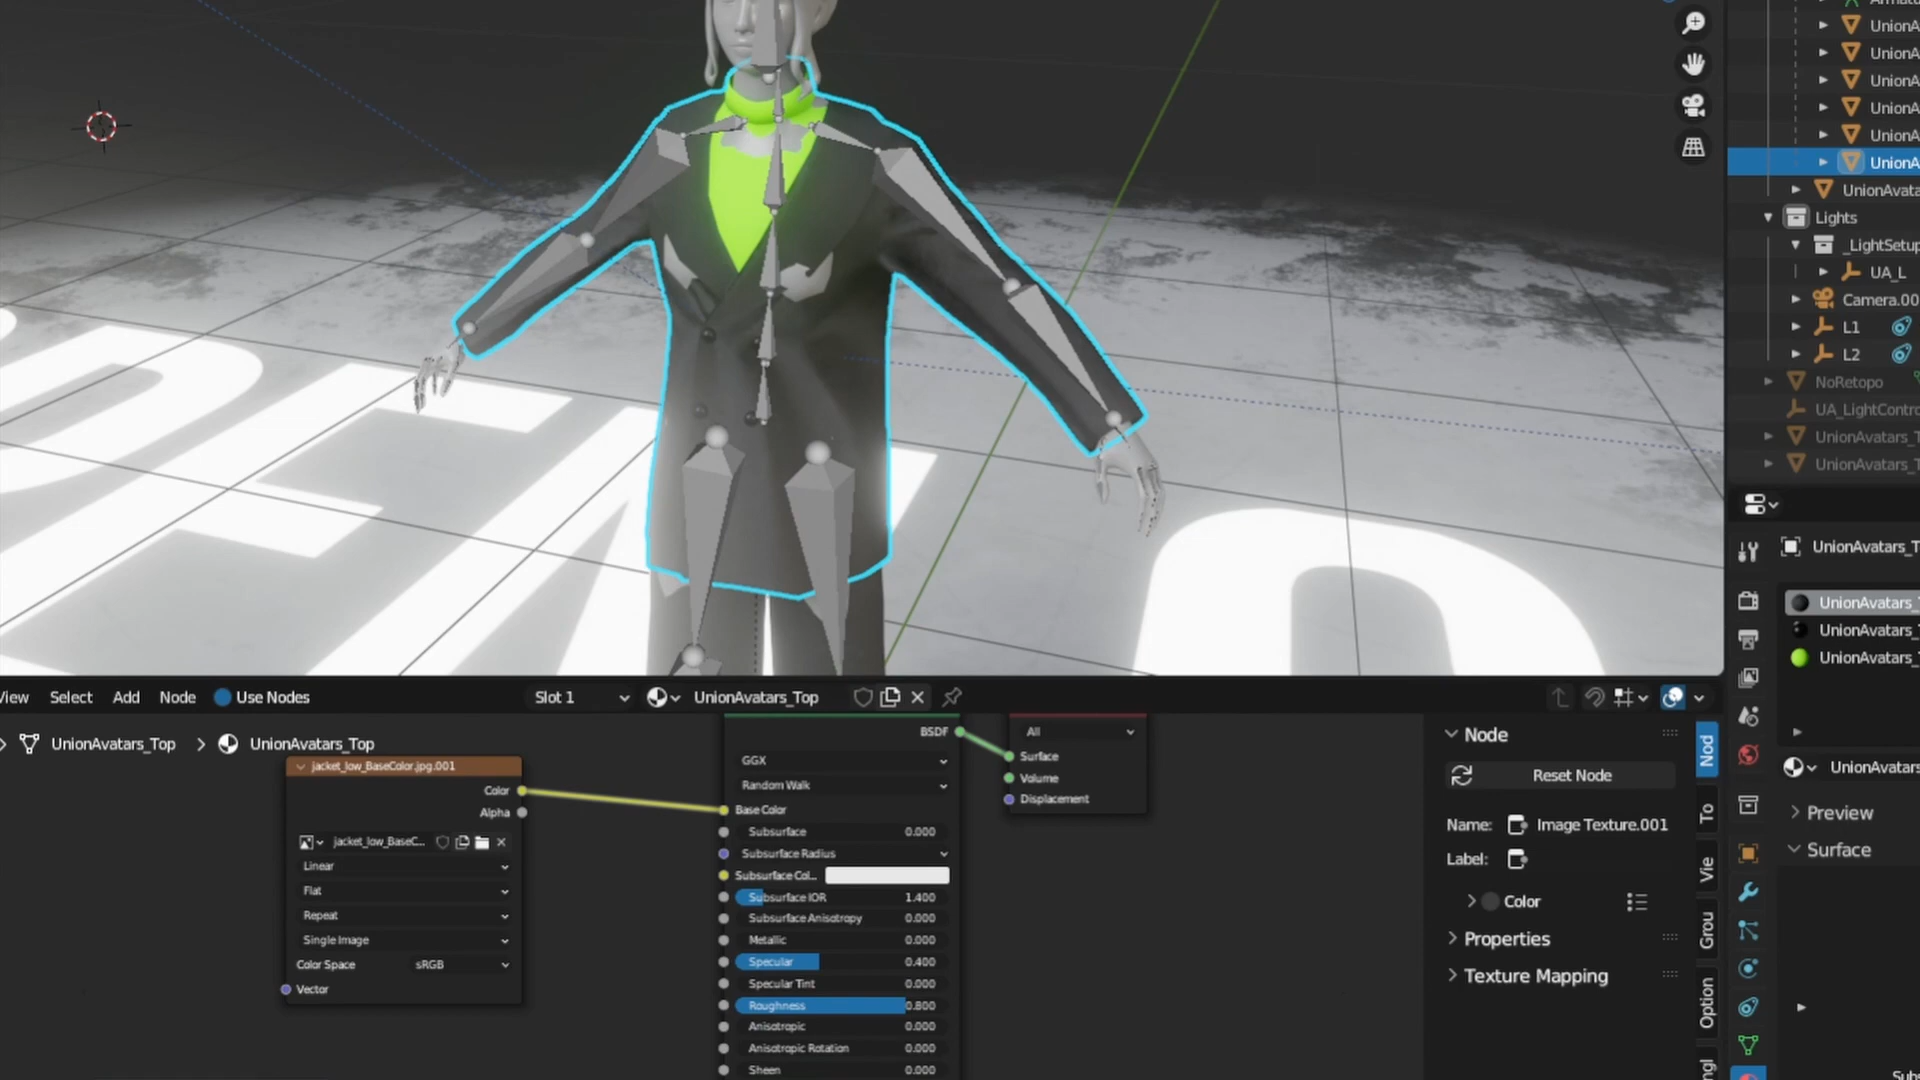 UnionA
UnionA
UnionA
UnionA
UnionA
UnionA
UnionAvata
Lights
_LightSetup
UA_L
Camera.00
L1
L2
NoRetopo
UA_LightContro
UnionAvatars_T
UnionAvatars_T
View Select Add Node Use Nodes Slot 1 UnionAvatars_Top
UnionAvatars_Top UnionAvatars_Top
jacket_low_BaseColor.jpg.001
Color
Alpha
jacket_low_BaseC...
Linear
Flat
Repeat
Single Image
Color Space sRGB
Vector
BSDF
GGX
Random Walk
Base Color
Subsurface 0.000
Subsurface Radius
Subsurface Col...
Subsurface IOR 1.400
Subsurface Anisotropy 0.000
Metallic 0.000
Specular 0.400
Specular Tint 0.000
Roughness 0.800
Anisotropic 0.000
Anisotropic Rotation 0.000
Sheen 0.000
All
Surface
Volume
Displacement
Node
Reset Node
Name: Image Texture.001
Label:
Color
Properties
Texture Mapping
Nod
To
Vie
Grou
Option
UnionAvatars_T
UnionAvatars_T
UnionAvatars_T
UnionAvatars_T
UnionAvatars
Preview
Surface